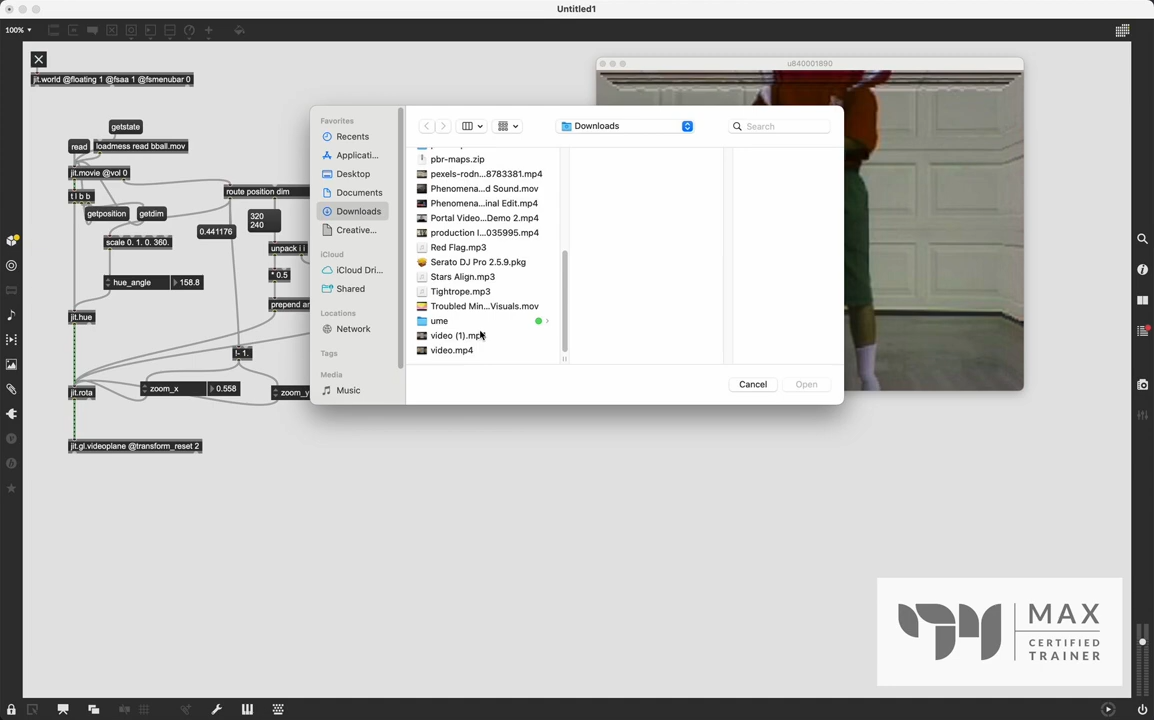 Untitled1
100%
jit.world @floating 1 @fsaa 1 @fsmenubar 0
u840001890
getstate
read
loadmess read bball.mov
jit.movie @vol 0
t l b b
getposition
getdim
route position dim
320
240
0.441176
scale 0. 1. 0. 360.
unpack i i
* 0.5
hue_angle
158.8
prepend an
jit.hue
!- 1.
jit.rota
zoom_x
0.558
zoom_y
jit.gl.videoplane @transform_reset 2
Favorites
Recents
Applicati...
Desktop
Documents
Downloads
Creative...
iCloud
iCloud Dri...
Shared
Locations
Network
Tags
Media
Music
Downloads
Search
pbr-maps.zip
pexels-rodn...8783381.mp4
Phenomena...d Sound.mov
Phenomena...inal Edit.mp4
Portal Video...Demo 2.mp4
production I...035995.mp4
Red Flag.mp3
Serato DJ Pro 2.5.9.pkg
Stars Align.mp3
Tightrope.mp3
Troubled Min...Visuals.mov
ume
video (1).mp4
video.mp4
Cancel
Open
MAX
CERTIFIED
TRAINER